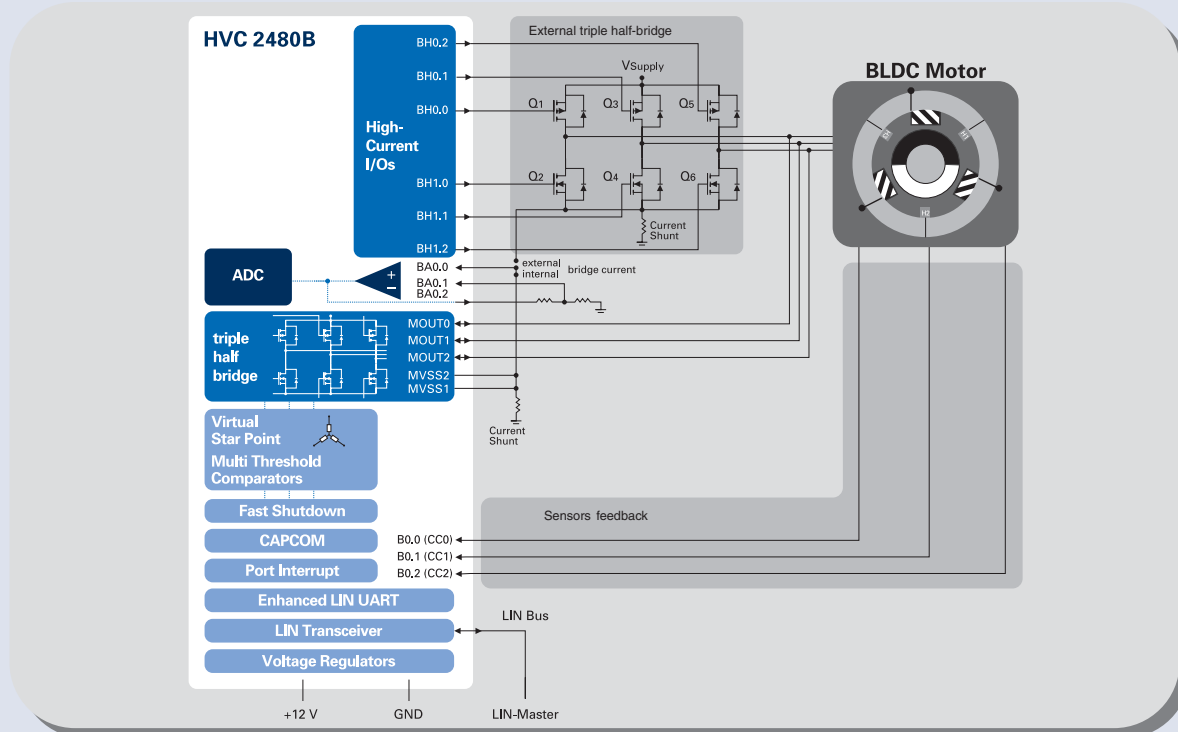 HVC 2480B
High-
Current
I/Os
BH0.2
BH0.1
BH0.0
BH1.0
BH1.1
BH1.2
External triple half-bridge
VSupply
Q1
Q3
Q5
Q2
Q4
Q6
Current
Shunt
BLDC Motor
H3
H1
H2
ADC
+
−
BA0.0
BA0.1
BA0.2
external
internal
bridge current
triple
half
bridge
MOUT0
MOUT1
MOUT2
MVSS2
MVSS1
Current
Shunt
Virtual
Star Point
Multi Threshold
Comparators
Fast Shutdown
CAPCOM
Port Interrupt
B0.0 (CC0)
B0.1 (CC1)
B0.2 (CC2)
Sensors feedback
Enhanced LIN UART
LIN Transceiver
Voltage Regulators
LIN Bus
+12 V
GND
LIN-Master